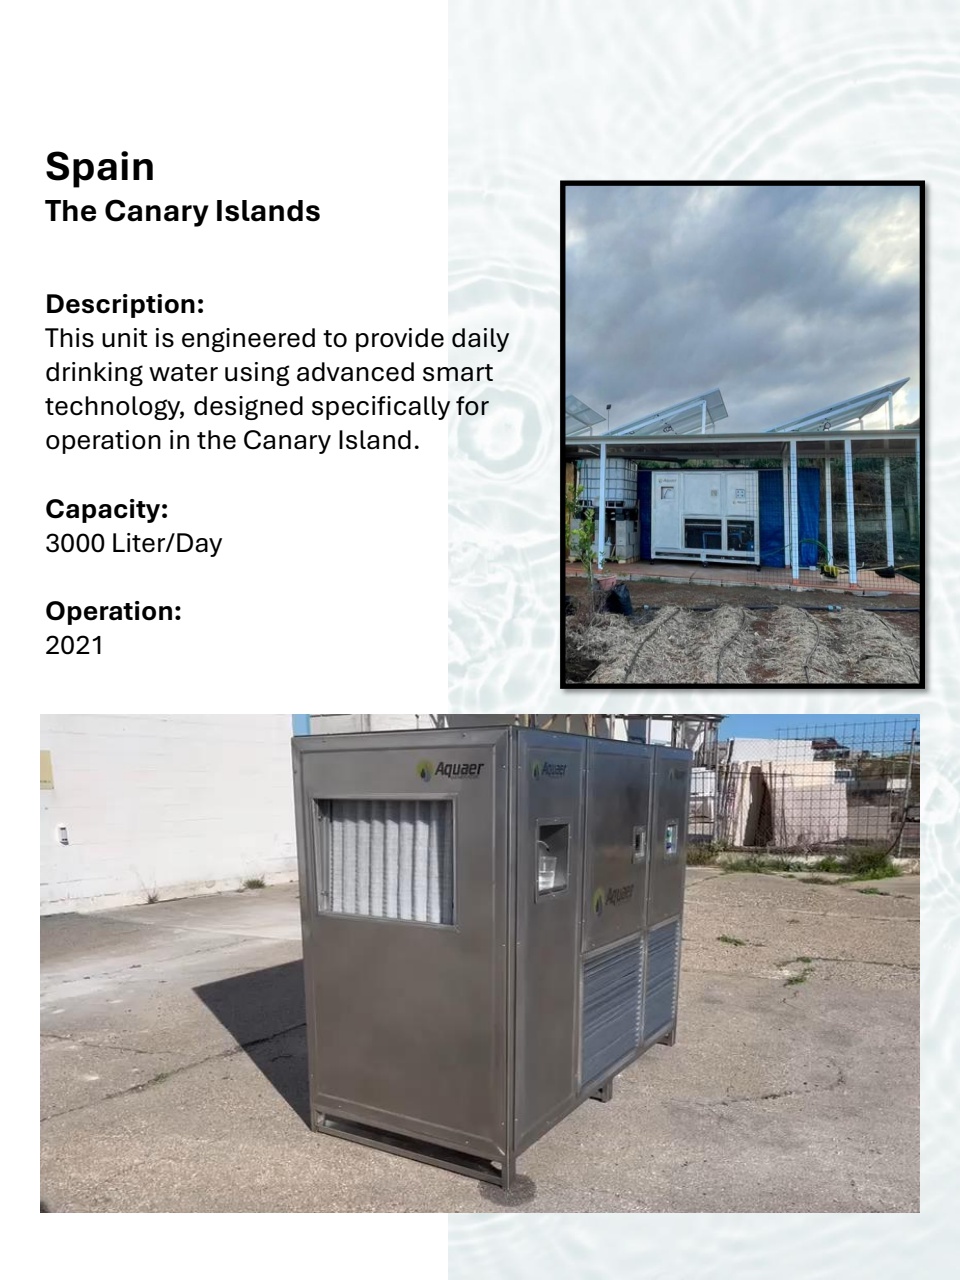 Spain
The Canary Islands
Description:
This unit is engineered to provide daily
drinking water using advanced smart
technology, designed specifically for
operation in the Canary Island.
Capacity:
3000 Liter/Day
Operation:
2021
Aquaer
Aquaer
Aquaer
Aquaer